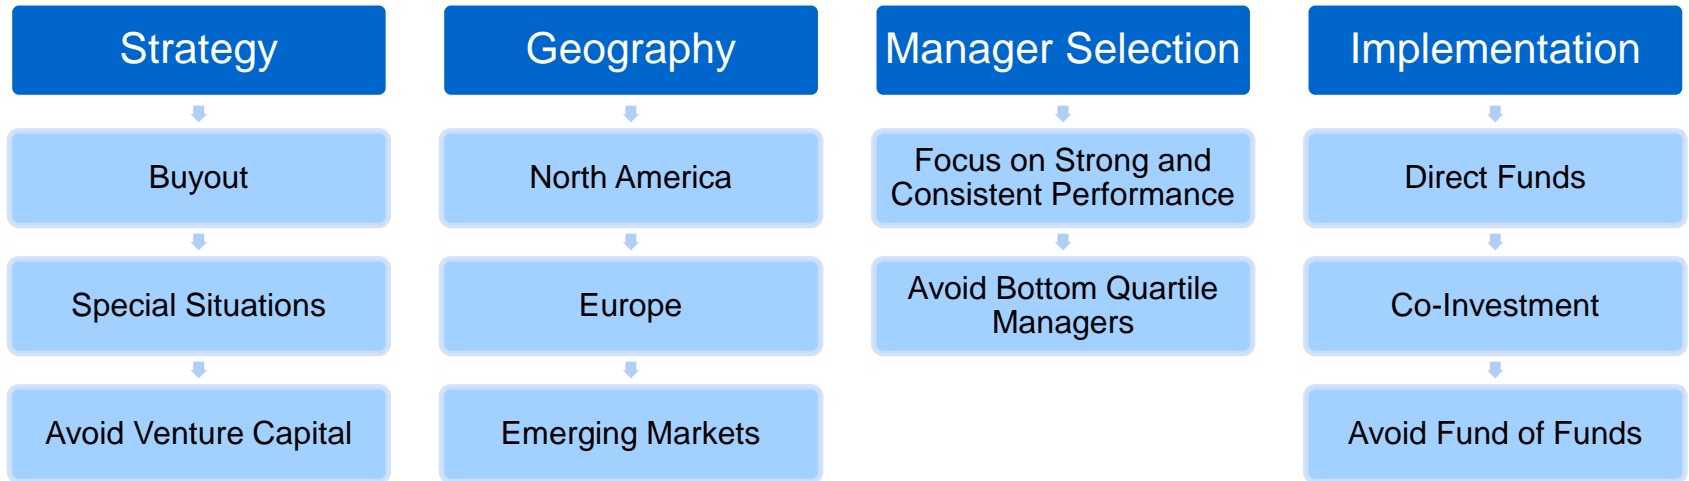 Strategy
Buyout
Special Situations
Avoid Venture Capital
Geography
North America
Europe
Emerging Markets
Manager Selection
Focus on Strong and
Consistent Performance
Avoid Bottom Quartile
Managers
Implementation
Direct Funds
Co-Investment
Avoid Fund of Funds